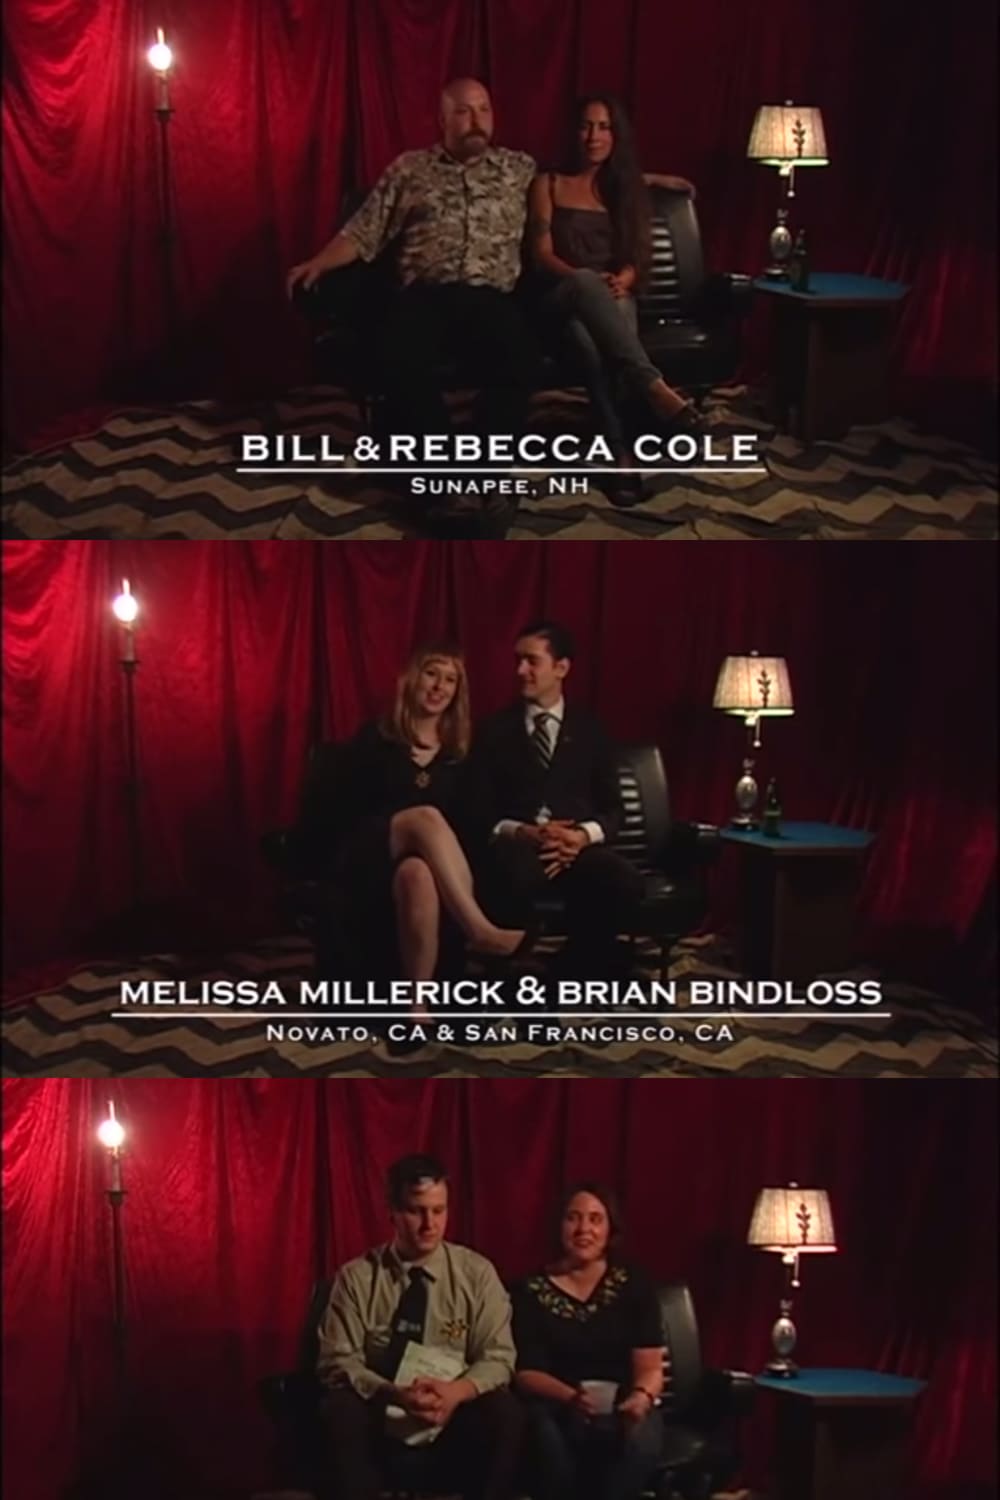 BILL & REBECCA COLE
SUNAPEE, NH
MELISSA MILLERICK & BRIAN BINDLOSS
NOVATO, CA & SAN FRANCISCO, CA